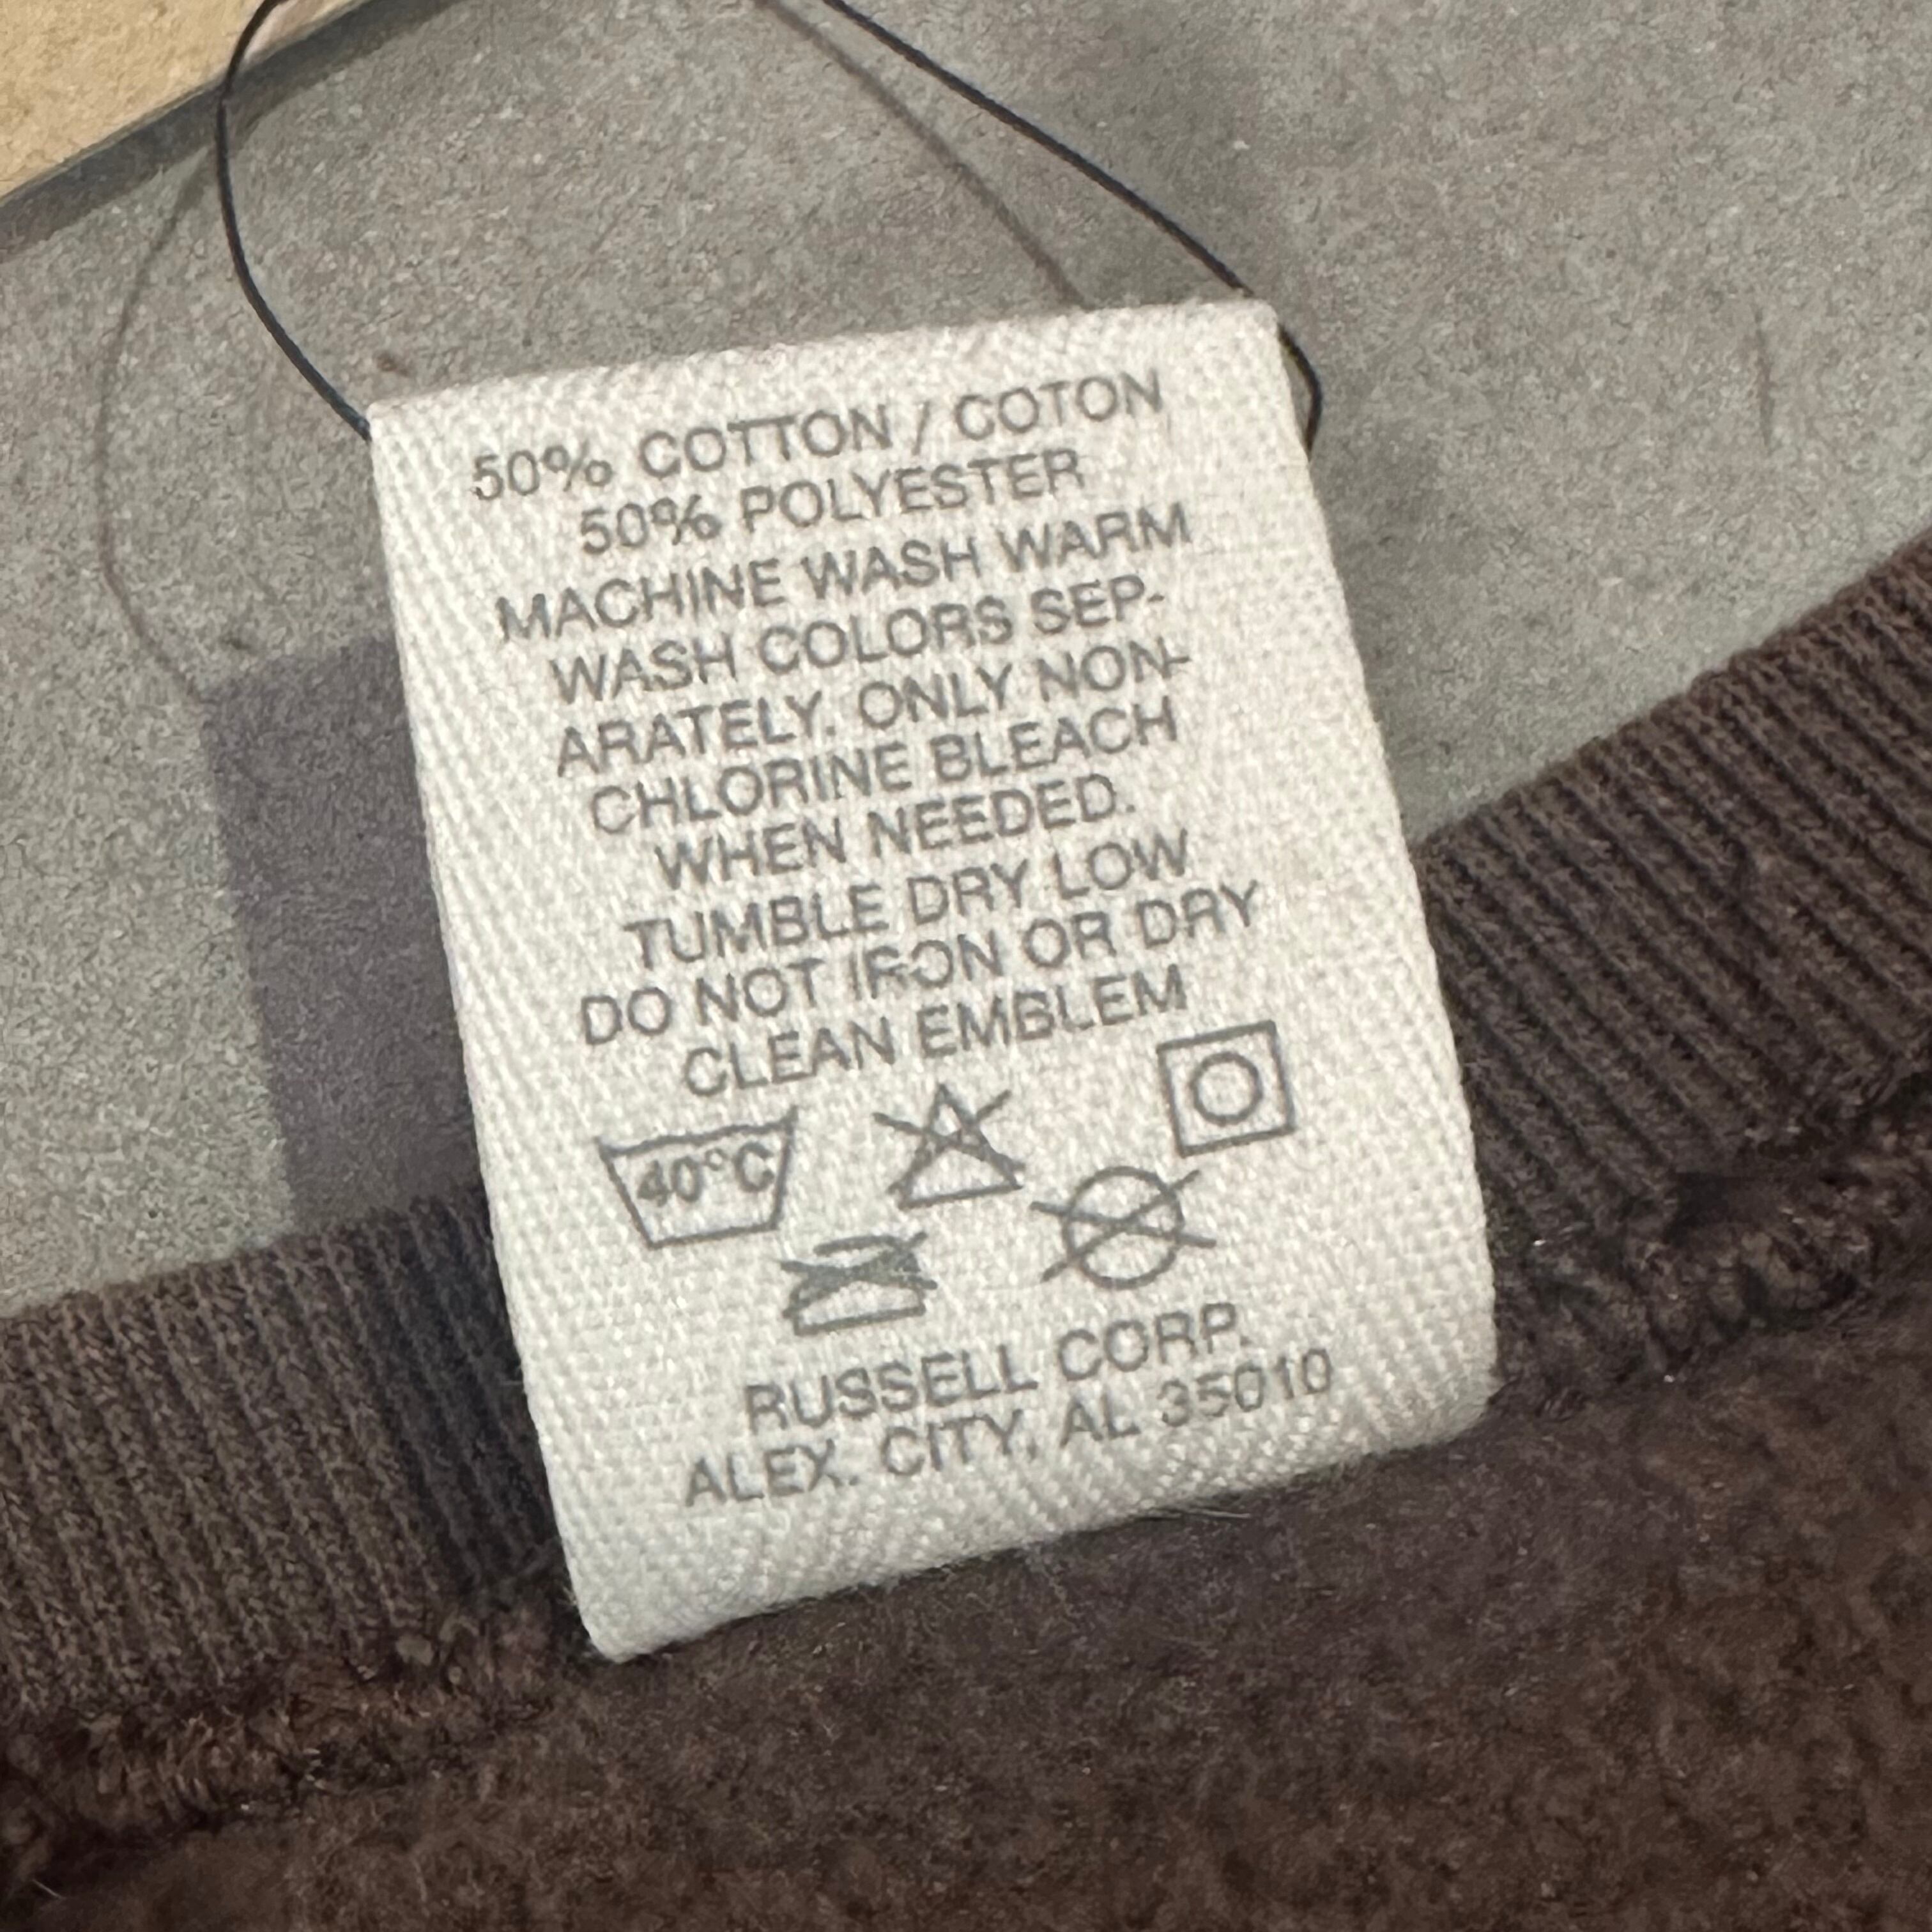 50% COTTON / COTON
50% POLYESTER
MACHINE WASH WARM
WASH COLORS SEP-
ARATELY. ONLY NON-
CHLORINE BLEACH
WHEN NEEDED.
TUMBLE DRY LOW
DO NOT IRON OR DRY
CLEAN EMBLEM
40°C
RUSSELL CORP.
ALEX. CITY, AL 35010